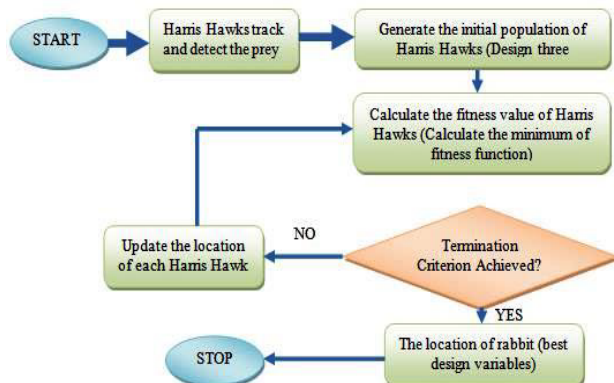 START
Harris Hawks track
and detect the prey
Generate the initial population of
Harris Hawks (Design three
Calculate the fitness value of Harris
Hawks (Calculate the minimum of
fitness function)
Termination
Criterion Achieved?
NO
Update the location
of each Harris Hawk
YES
The location of rabbit (best
design variables)
STOP